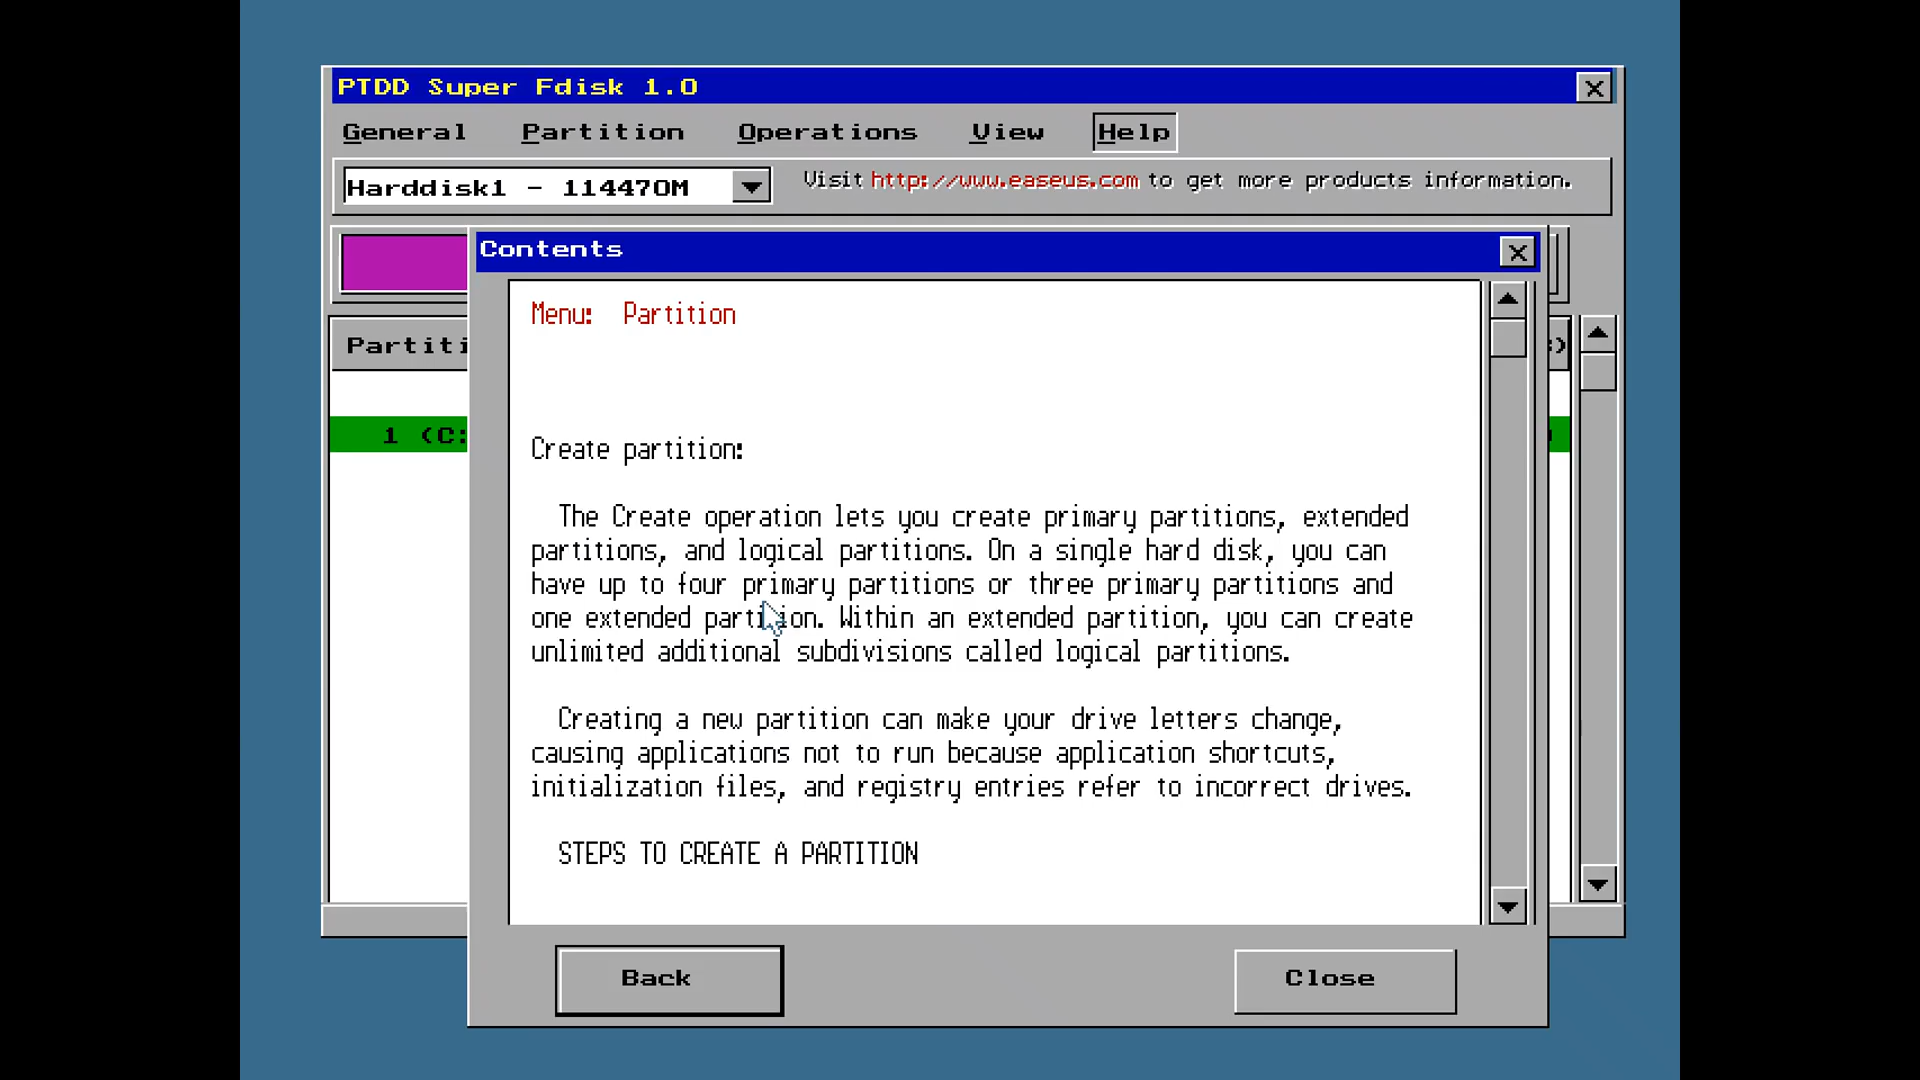 PTDD Super Fdisk 1.0
General Partition Operations View Help
Harddisk1 - 114470M
Visit http://www.easeus.com to get more products information.
Contents
Partiti
1 (C:
:)
Menu: Partition
Create partition:
The Create operation lets you create primary partitions, extended
partitions, and logical partitions. On a single hard disk, you can
have up to four primary partitions or three primary partitions and
one extended partition. Within an extended partition, you can create
unlimited additional subdivisions called logical partitions.
Creating a new partition can make your drive letters change,
causing applications not to run because application shortcuts,
initialization files, and registry entries refer to incorrect drives.
STEPS TO CREATE A PARTITION
Back
Close